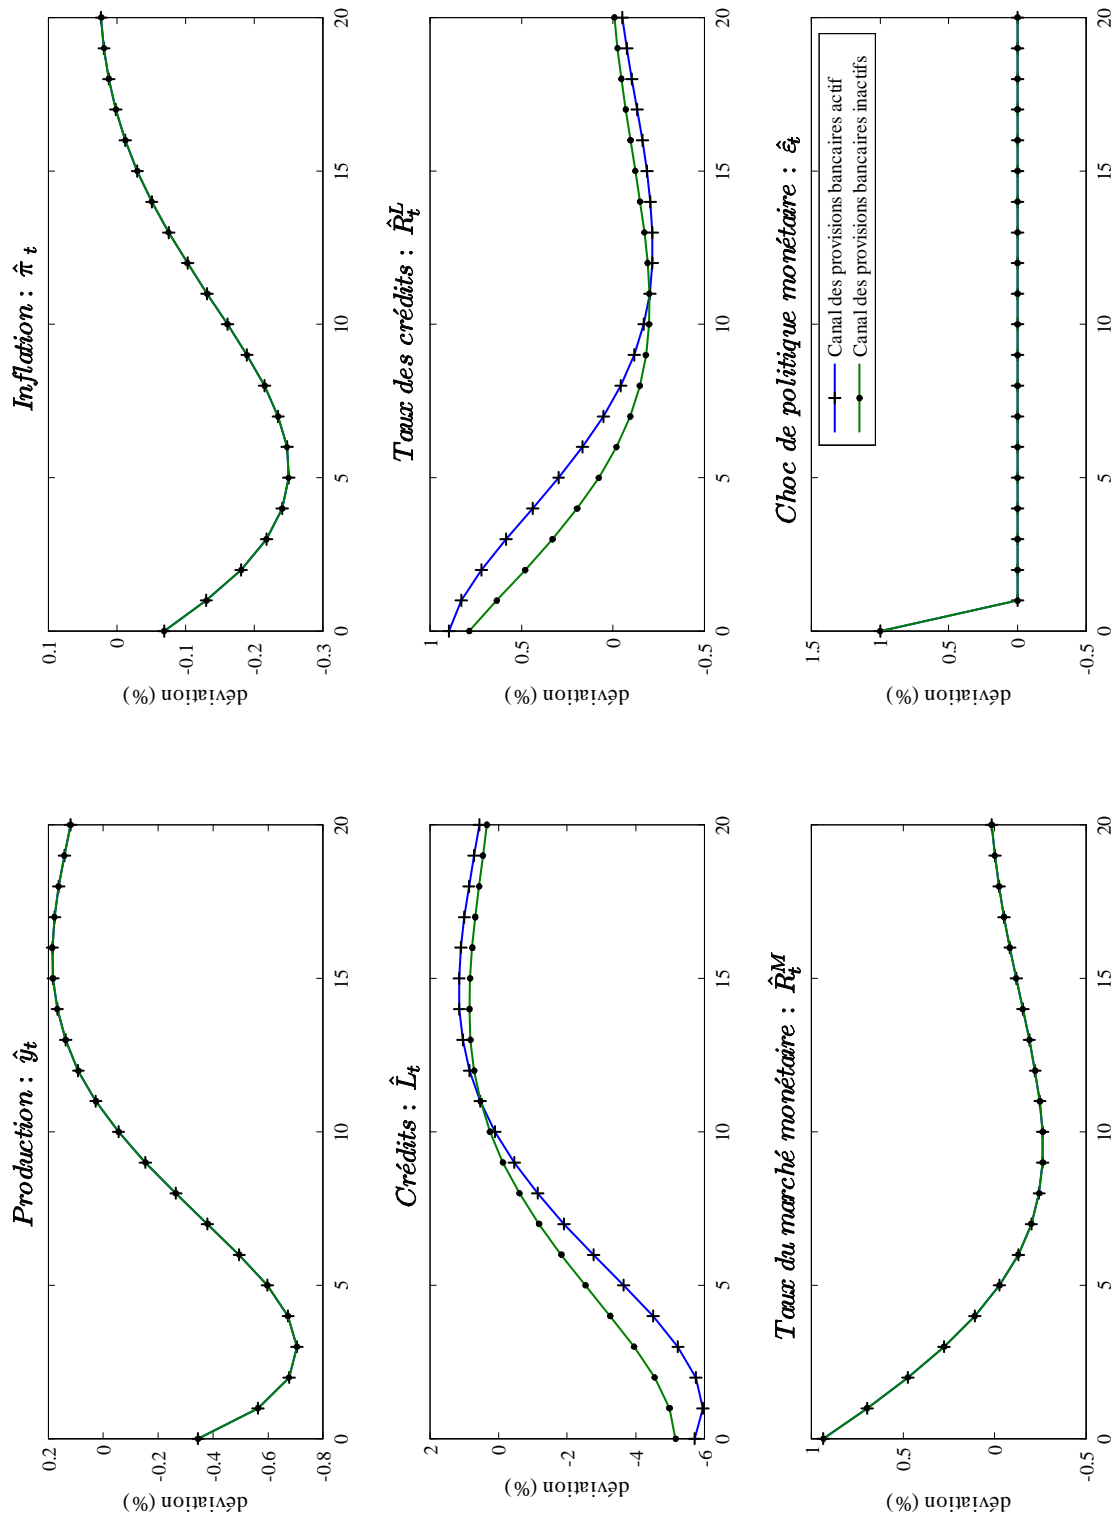 Production : ŷₜ
0.2
0
-0.2
-0.4
-0.6
-0.8
déviation (%)
0 5 10 15 20
Inflation : π̂ ₜ
0.1
0
-0.1
-0.2
-0.3
déviation (%)
0 5 10 15 20
Crédits : L̂ₜ
2
0
-2
-4
-6
déviation (%)
0 5 10 15 20
Taux des crédits : R̂ₜᴸ
1
0.5
0
-0.5
déviation (%)
0 5 10 15 20
Taux du marché monétaire : R̂ₜᴹ
1
0.5
0
-0.5
déviation (%)
0 5 10 15 20
Choc de politique monétaire : ε̂ₜ
1.5
1
0.5
0
-0.5
déviation (%)
0 5 10 15 20
Canal des provisions bancaires actif
Canal des provisions bancaires inactifs